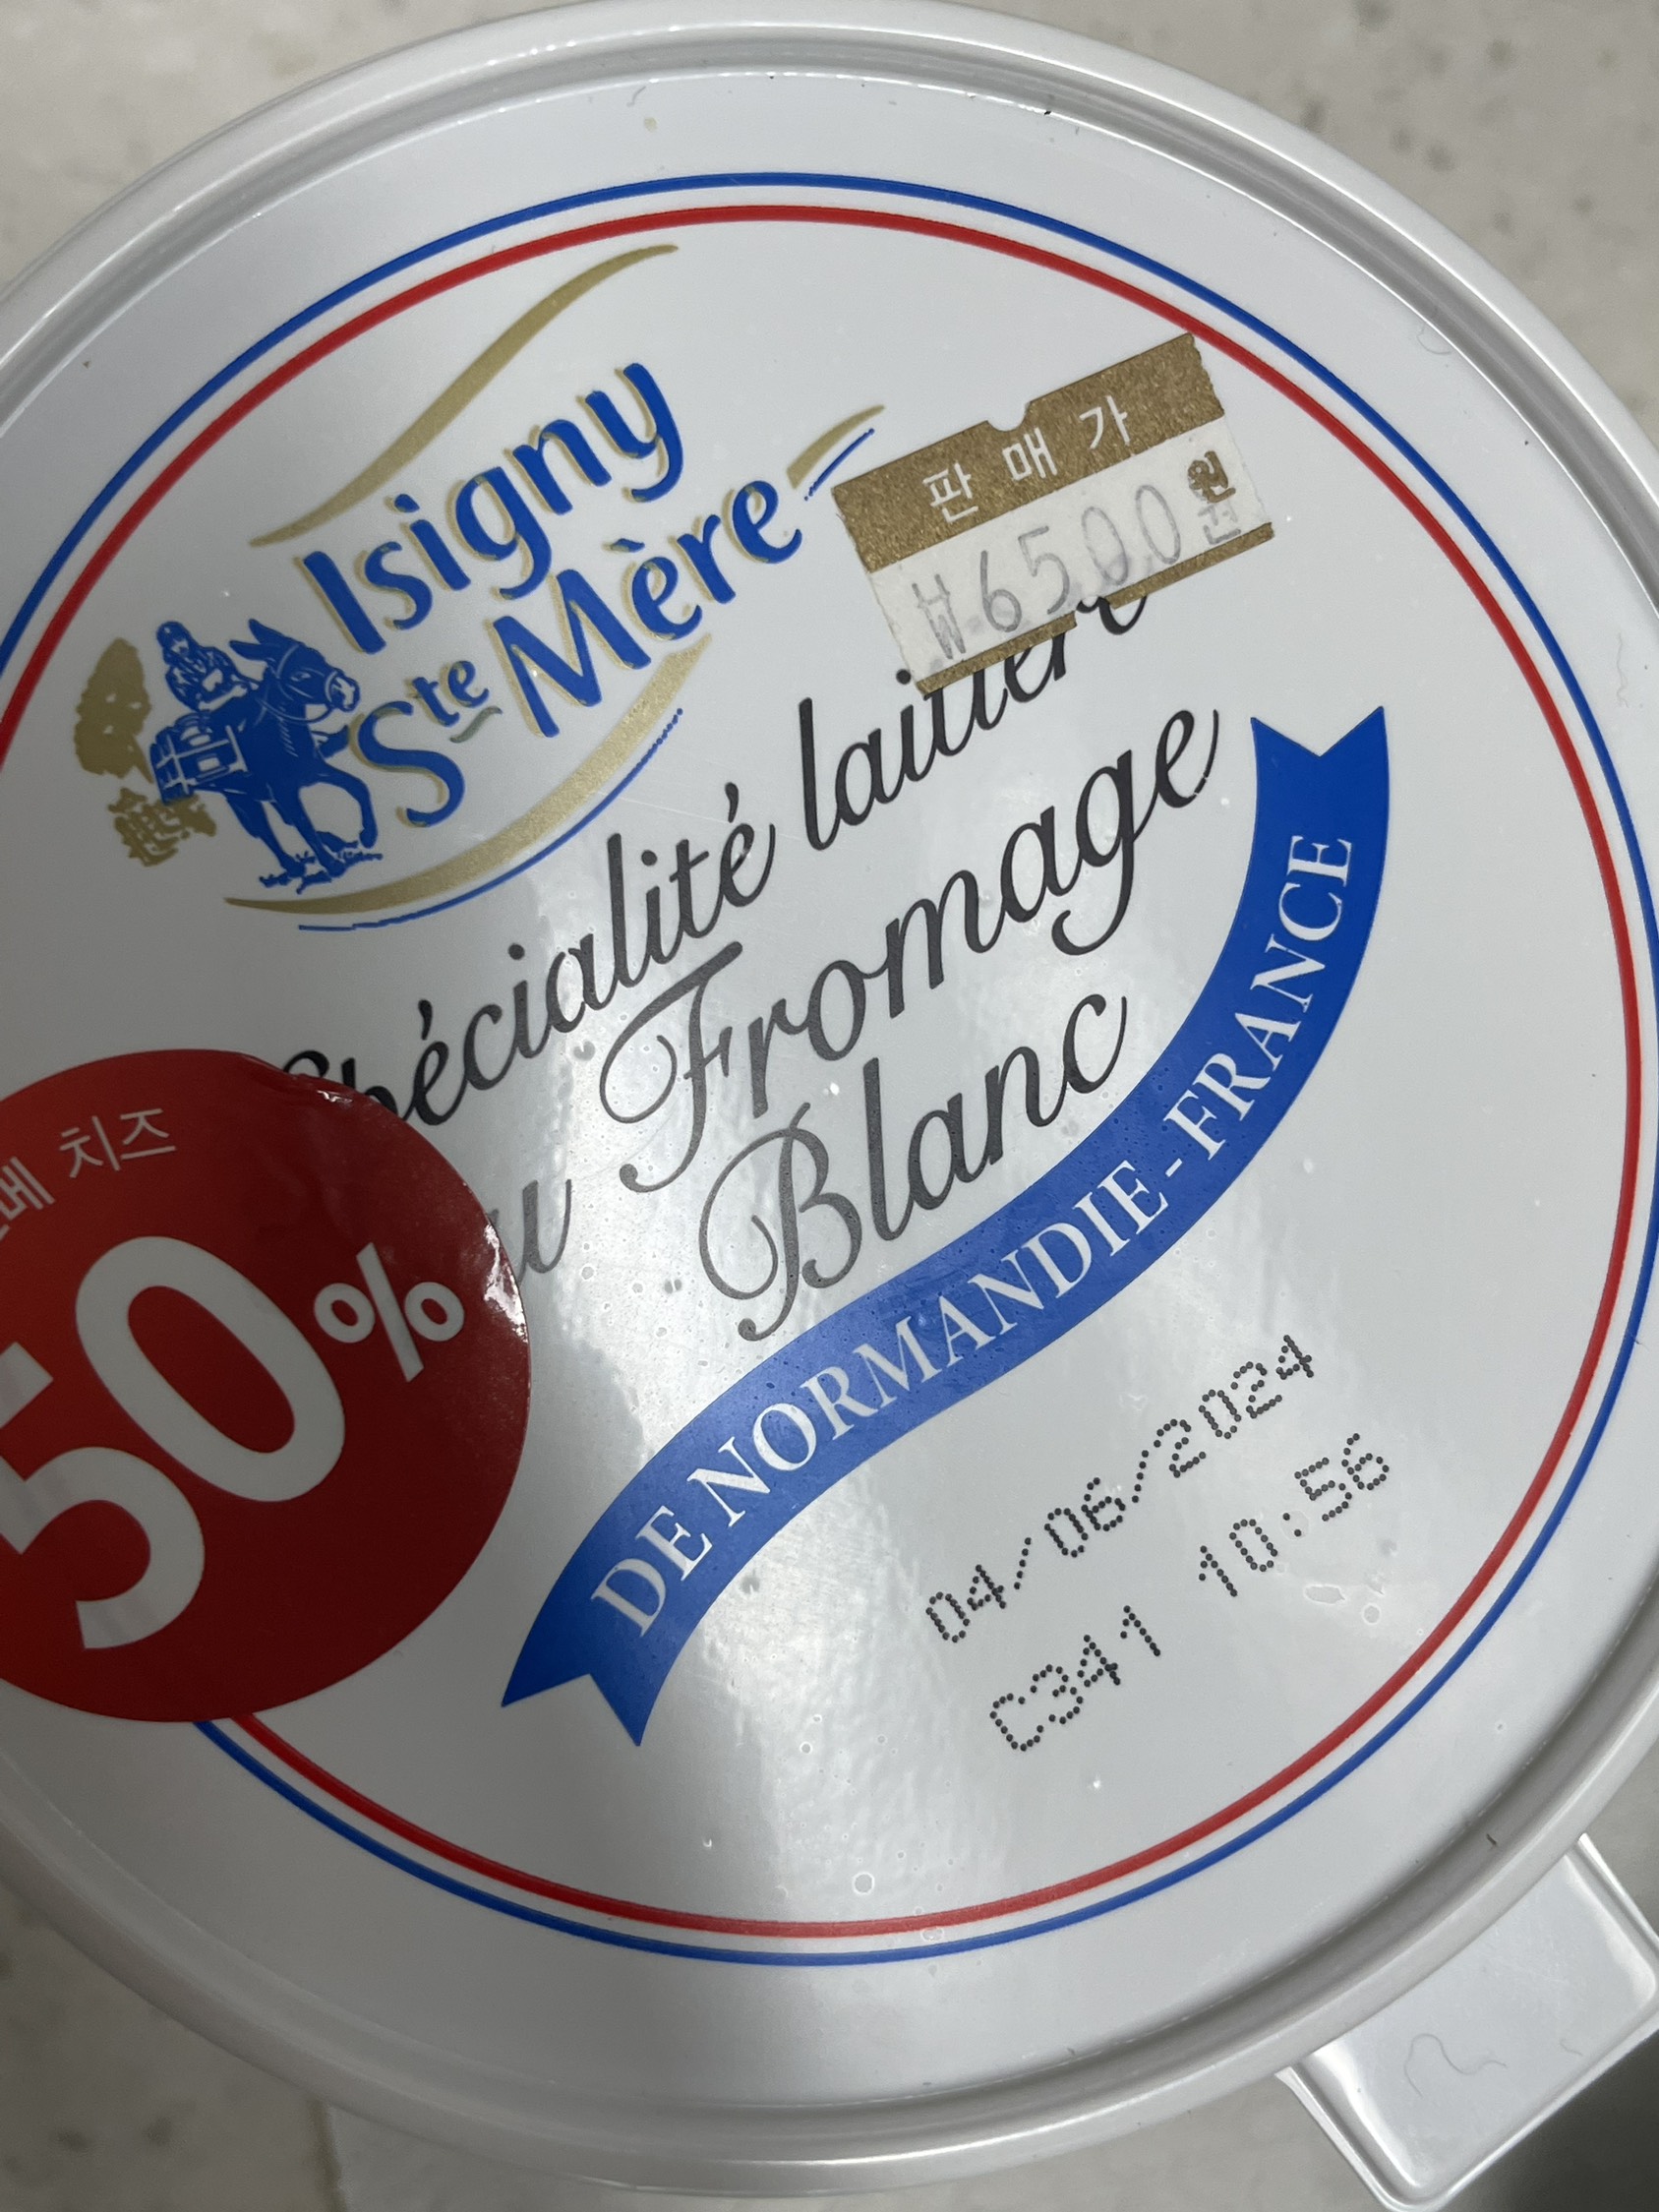 Isigny
Ste Mère
판매가
₩6500원
Spécialité laitière
Fromage
Blanc
DE NORMANDIE-FRANCE
치즈
50%
04/06/2024
C341 10:56